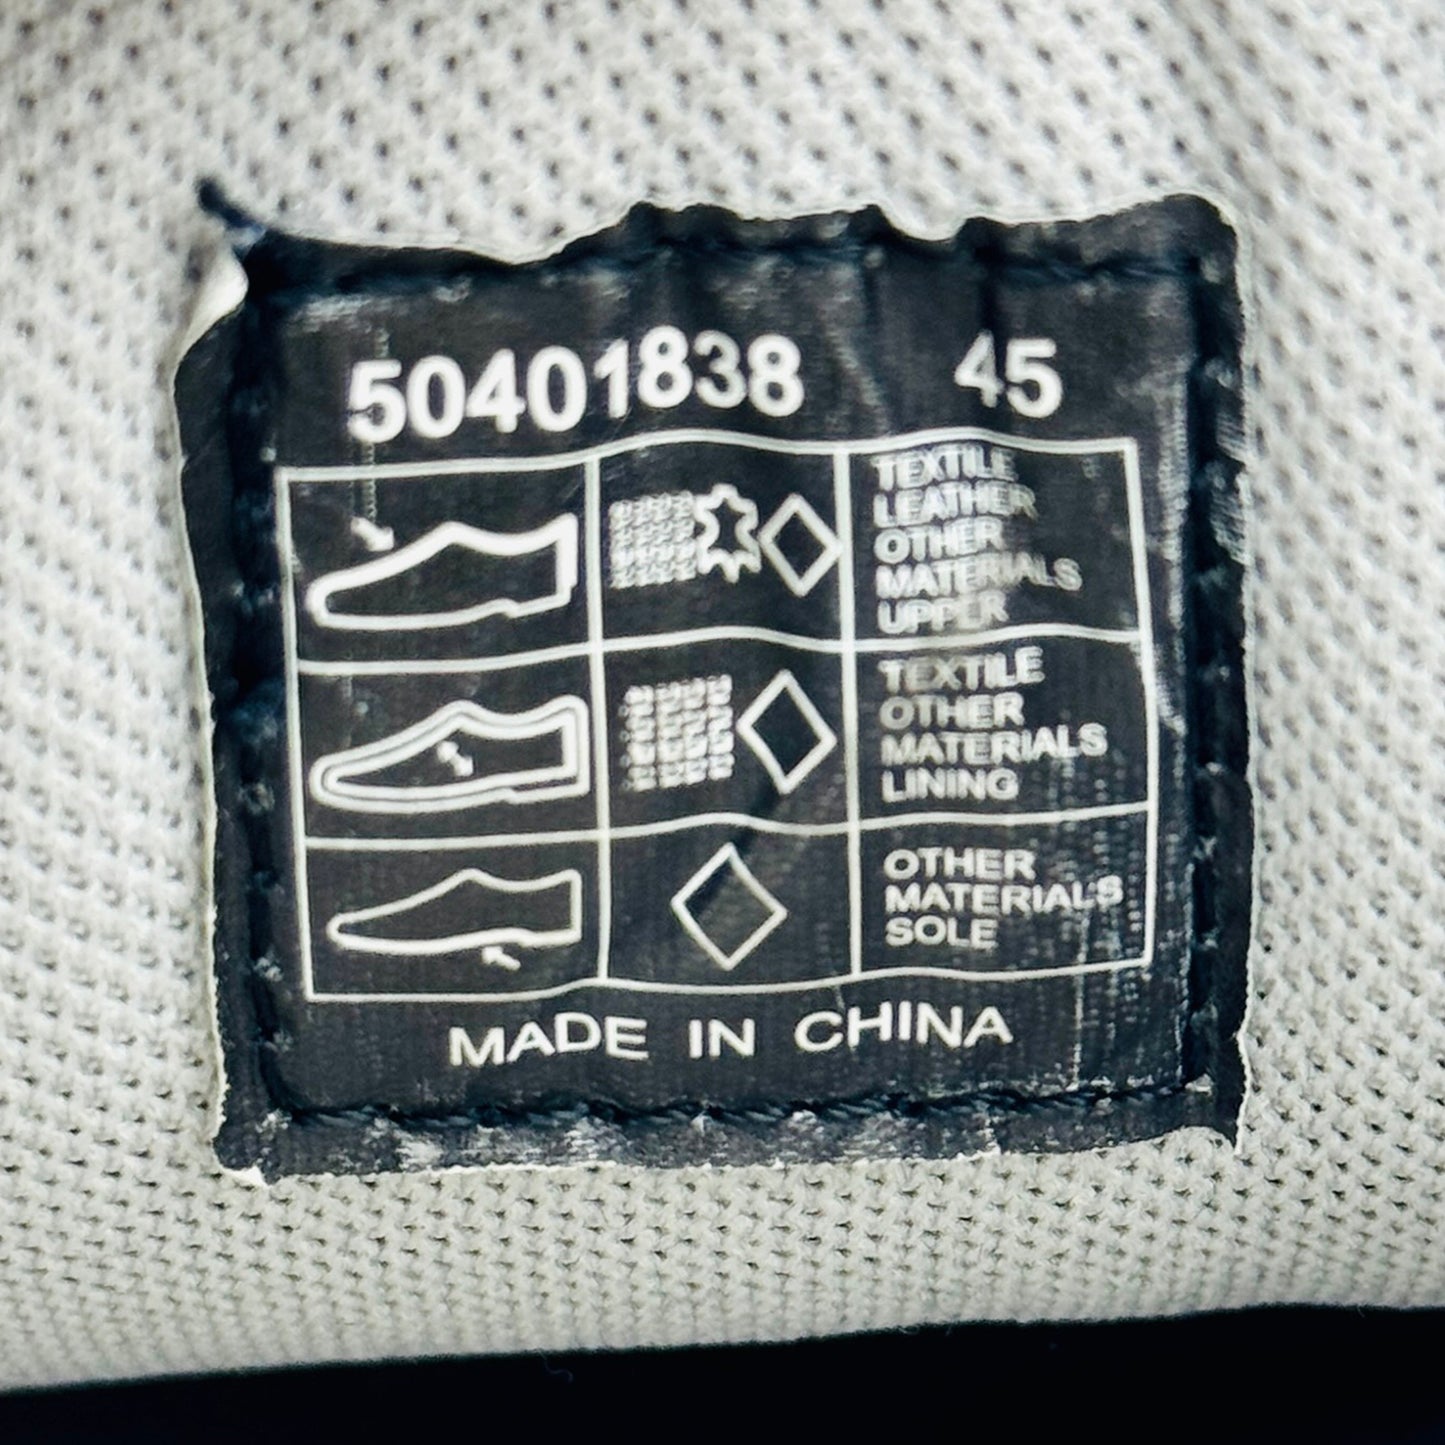 50401838 45
TEXTILE
LEATHER
OTHER
MATERIALS
UPPER
TEXTILE
OTHER
MATERIALS
LINING
OTHER
MATERIALS
SOLE
MADE IN CHINA